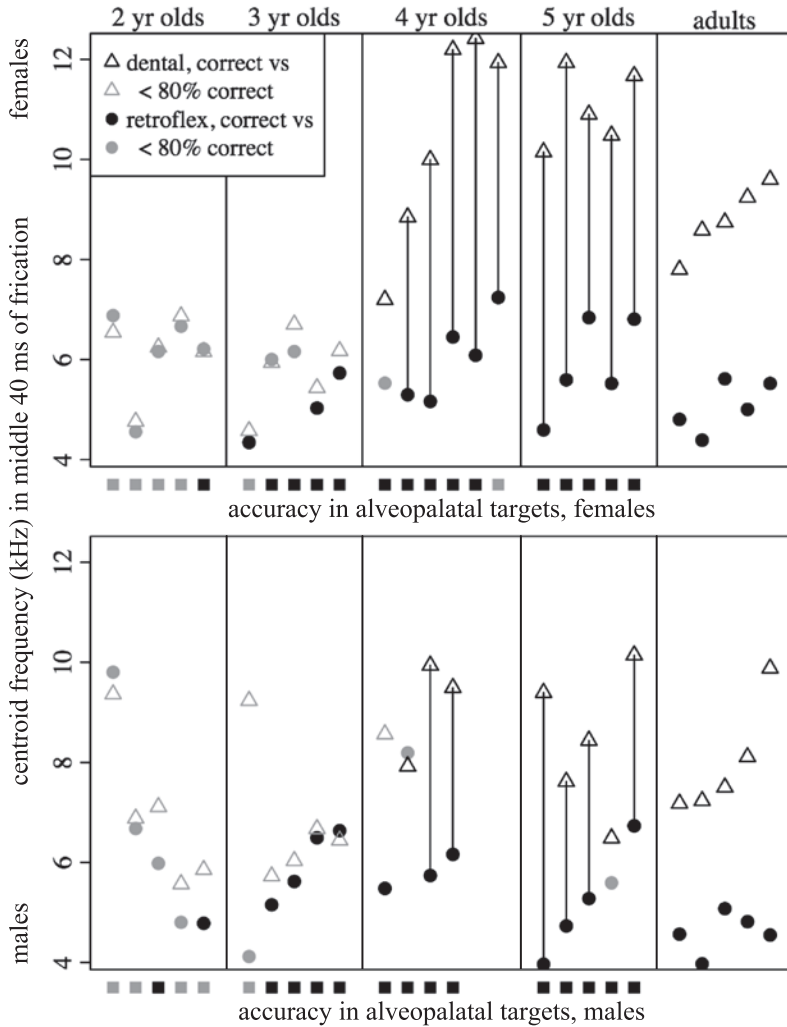 2 yr olds 3 yr olds 4 yr olds 5 yr olds adults
females
12
10
8
6
4
dental, correct vs
< 80% correct
retroflex, correct vs
< 80% correct
accuracy in alveopalatal targets, females
centroid frequency (kHz) in middle 40 ms of frication
males
12
10
8
6
4
accuracy in alveopalatal targets, males